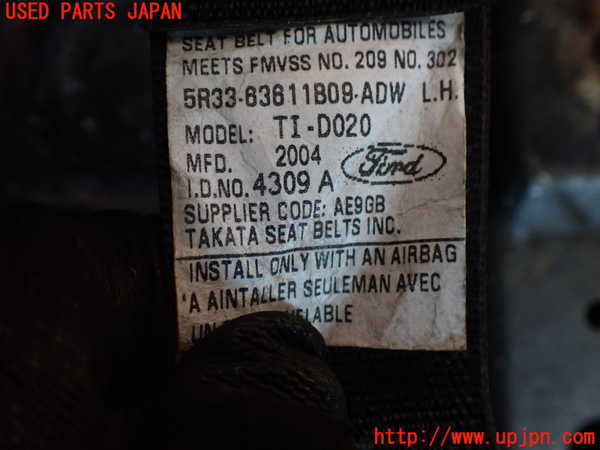 USED PARTS JAPAN
SEAT BELT FOR AUTOMOBILES
MEETS FMVSS NO. 209 NO. 302
5R33-63611B09-ADW L.H.
MODEL: TI-D020
MFD. 2004
Ford
I.D.NO. 4309 A
SUPPLIER CODE: AE9GB
TAKATA SEAT BELTS INC.
INSTALL ONLY WITH AN AIRBAG
'A AINTALLER SEULEMAN AVEC
http://www.upjpn.com/